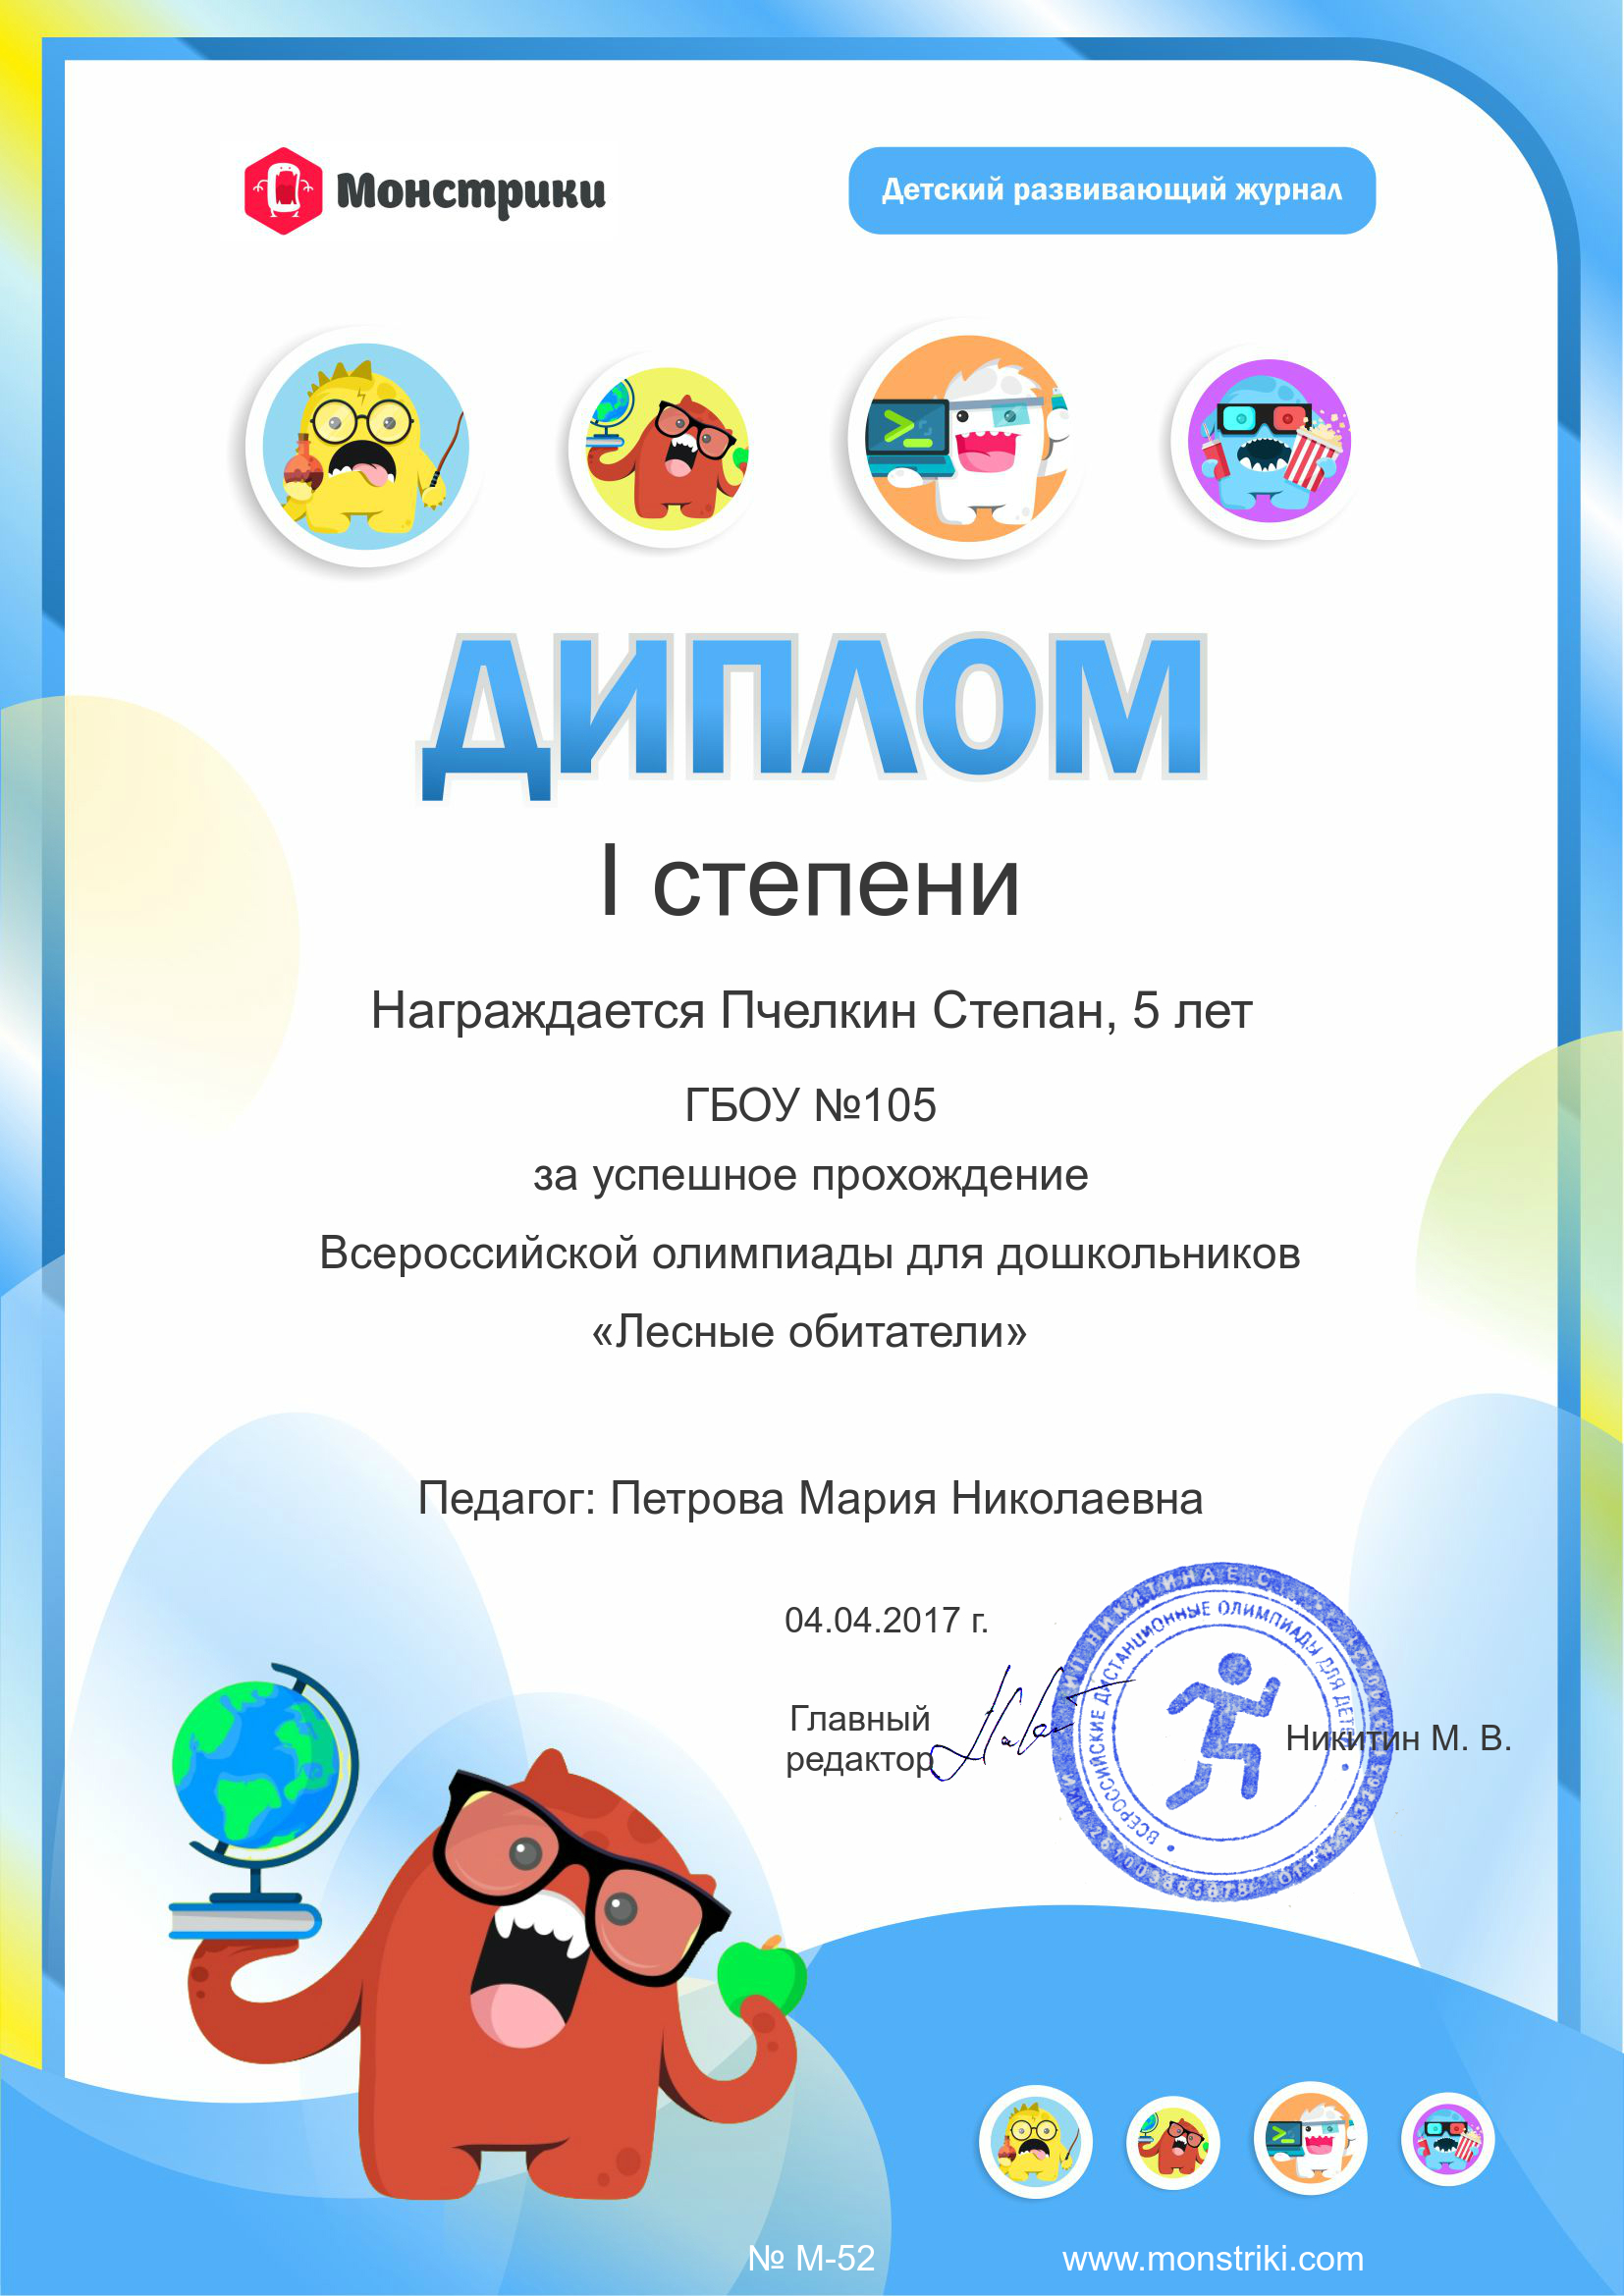 Монстрики
Детский развивающий журнал
ДИПЛОМ
I степени
Награждается Пчелкин Степан, 5 лет
ГБОУ №105
за успешное прохождение
Всероссийской олимпиады для дошкольников
«Лесные обитатели»
Педагог: Петрова Мария Николаевна
04.04.2017 г.
Главный
редактор
Никитин М. В.
ИП НИКИТИНА Е С
ВСЕРОССИЙСКИЕ ДИСТАНЦИОННЫЕ ОЛИМПИАДЫ ДЛЯ ДЕТЕЙ
№ М-52
www.monstriki.com